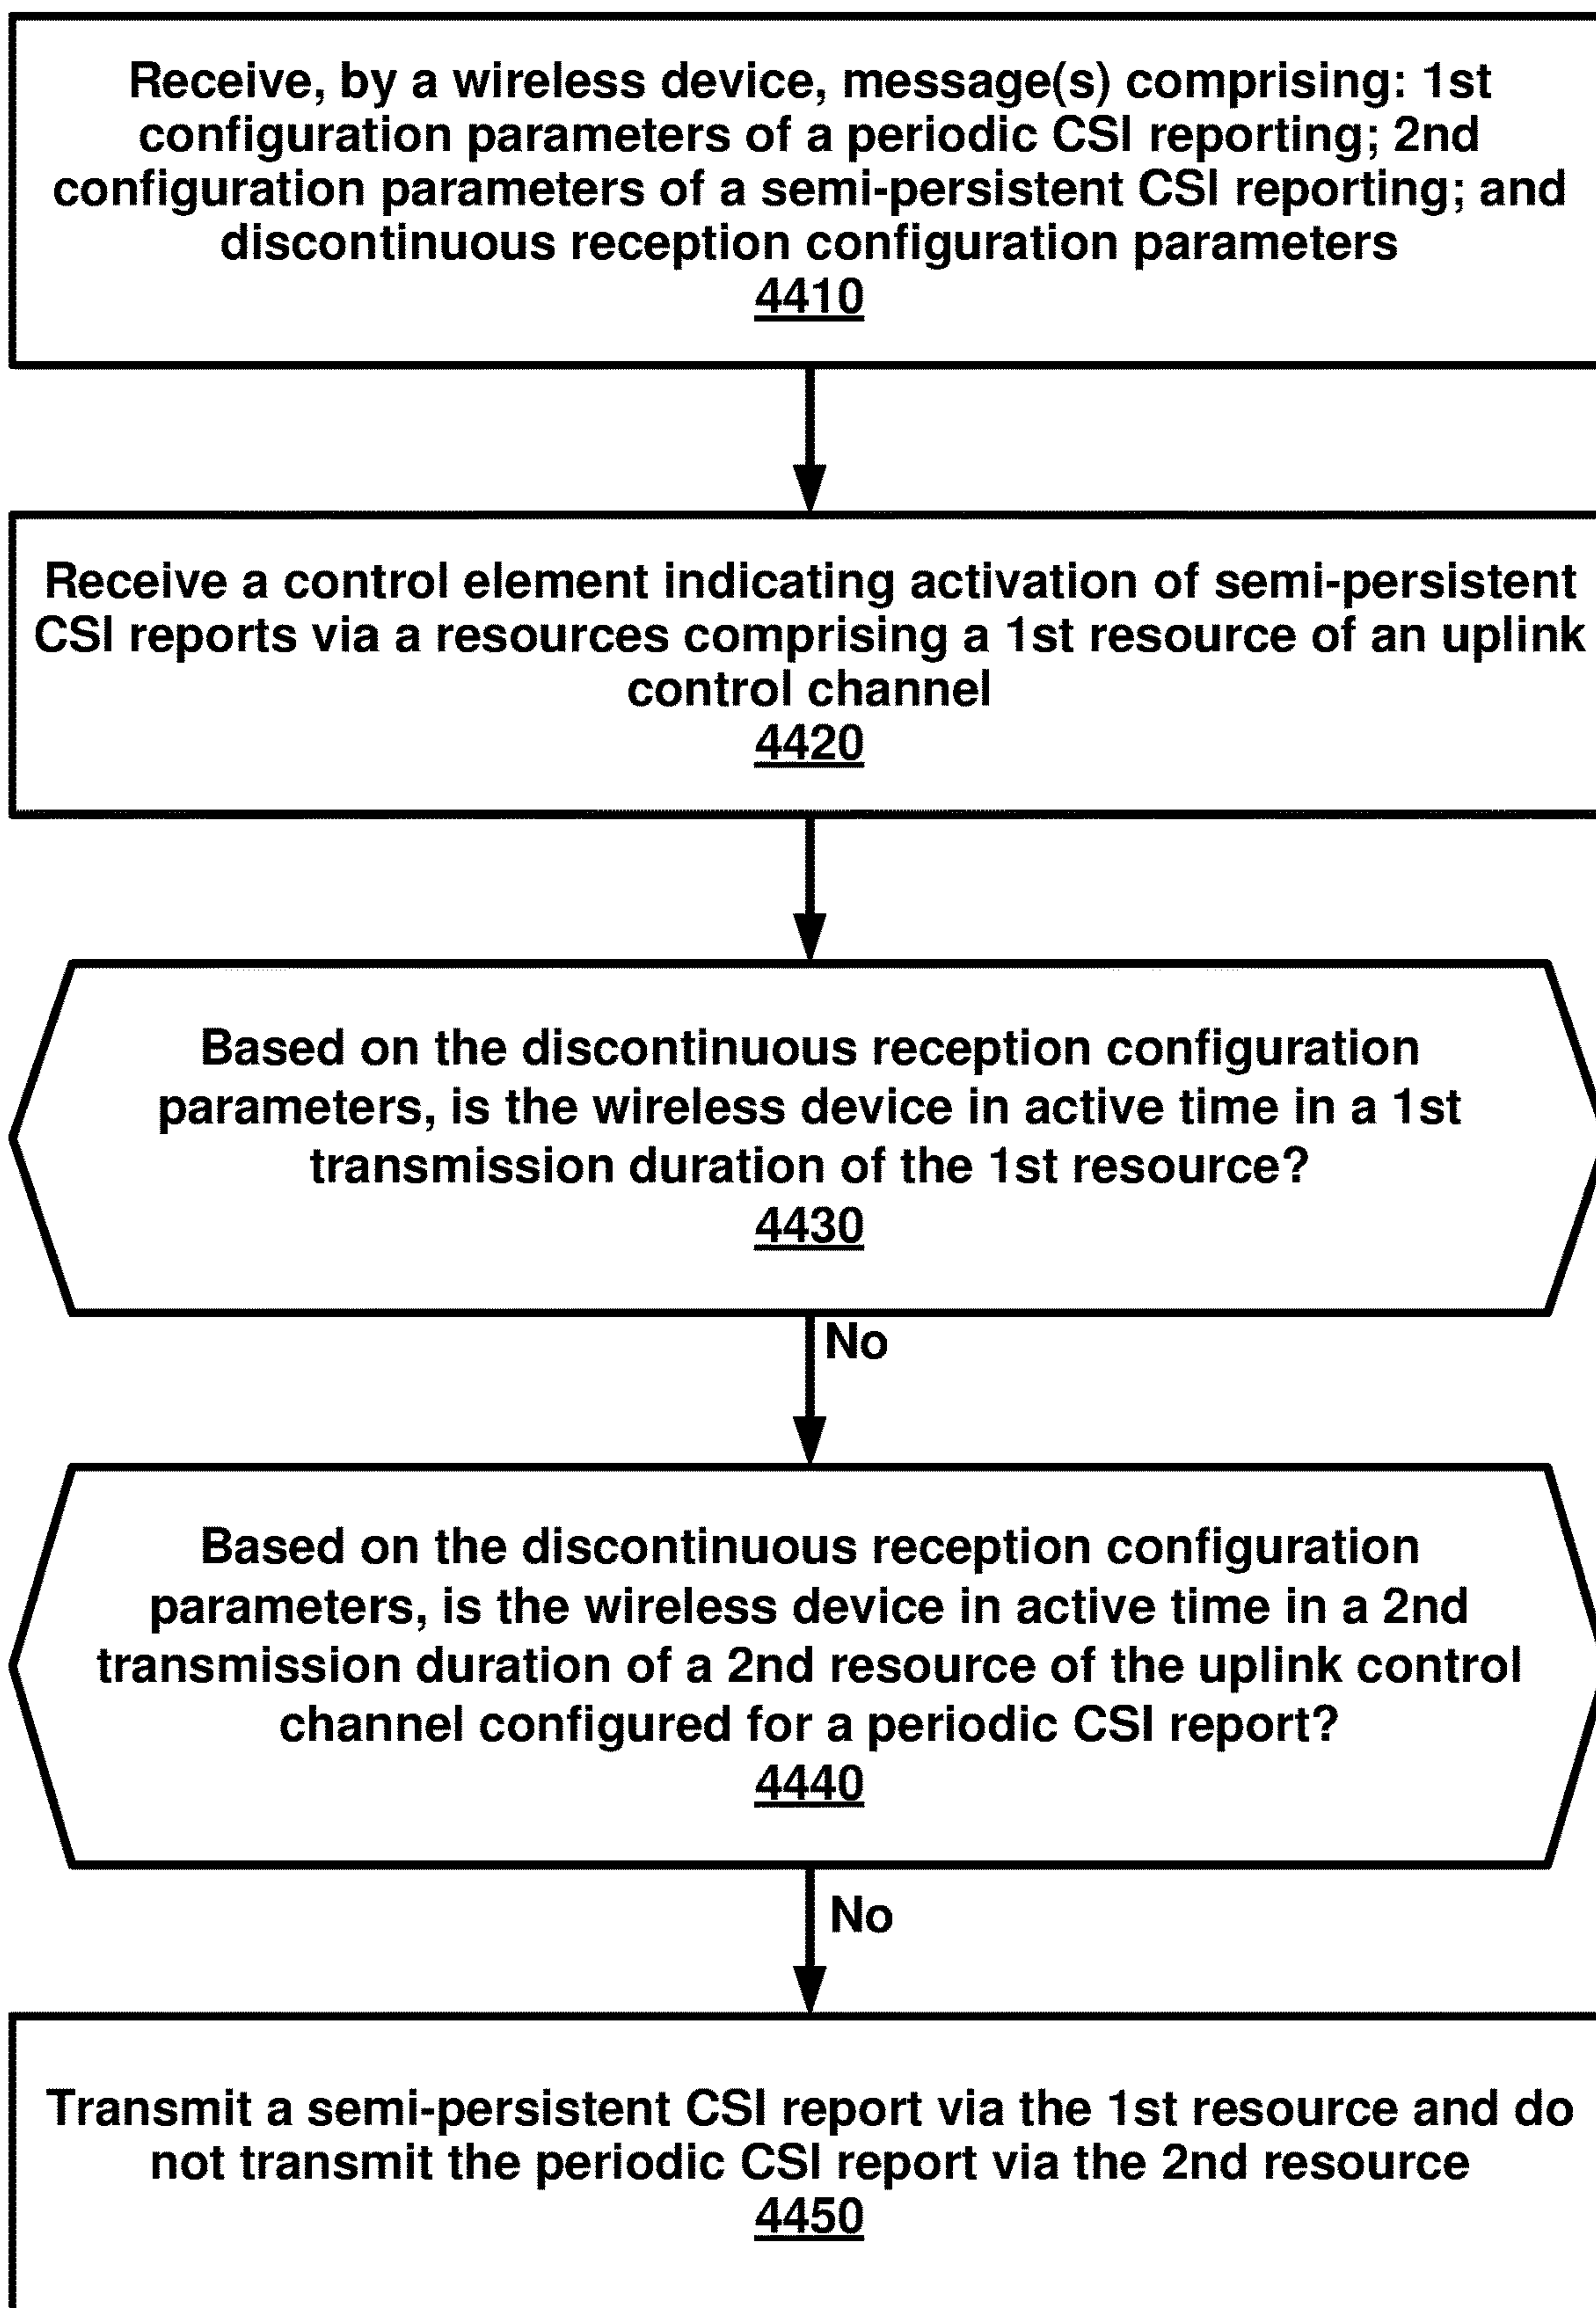 Receive, by a wireless device, message(s) comprising: 1st
configuration parameters of a periodic CSI reporting; 2nd
configuration parameters of a semi-persistent CSI reporting; and
discontinuous reception configuration parameters
4410
Receive a control element indicating activation of semi-persistent
CSI reports via a resources comprising a 1st resource of an uplink
control channel
4420
Based on the discontinuous reception configuration
parameters, is the wireless device in active time in a 1st
transmission duration of the 1st resource?
4430
No
Based on the discontinuous reception configuration
parameters, is the wireless device in active time in a 2nd
transmission duration of a 2nd resource of the uplink control
channel configured for a periodic CSI report?
4440
No
Transmit a semi-persistent CSI report via the 1st resource and do
not transmit the periodic CSI report via the 2nd resource
4450